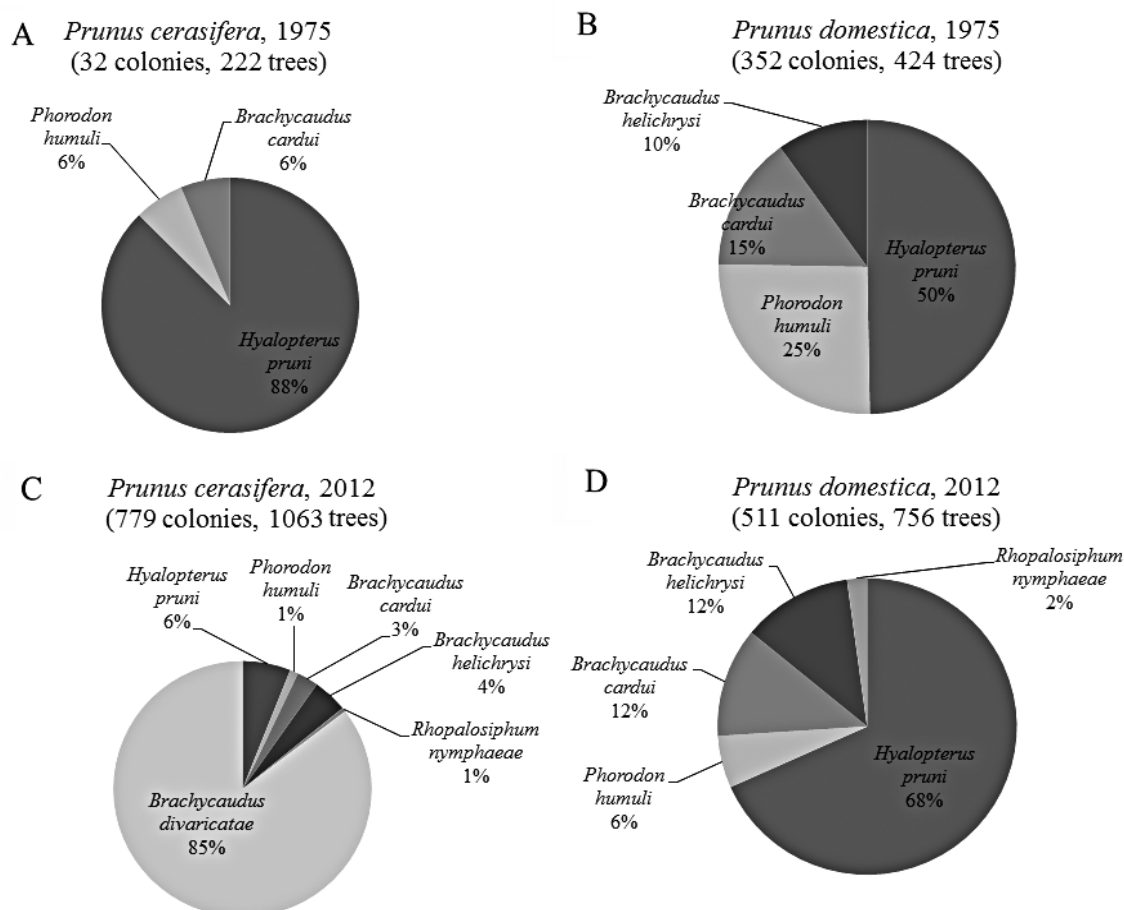 A
Prunus cerasifera, 1975
(32 colonies, 222 trees)
Phorodon
humuli
6%
Brachycaudus
cardui
6%
Hyalopterus
pruni
88%
B
Prunus domestica, 1975
(352 colonies, 424 trees)
Brachycaudus
helichrysi
10%
Brachycaudus
cardui
15%
Hyalopterus
pruni
50%
Phorodon
humuli
25%
C
Prunus cerasifera, 2012
(779 colonies, 1063 trees)
Hyalopterus
pruni
6%
Phorodon
humuli
1%
Brachycaudus
cardui
3%
Brachycaudus
helichrysi
4%
Rhopalosiphum
nymphaeae
1%
Brachycaudus
divaricatae
85%
D
Prunus domestica, 2012
(511 colonies, 756 trees)
Brachycaudus
helichrysi
12%
Rhopalosiphum
nymphaeae
2%
Brachycaudus
cardui
12%
Phorodon
humuli
6%
Hyalopterus
pruni
68%